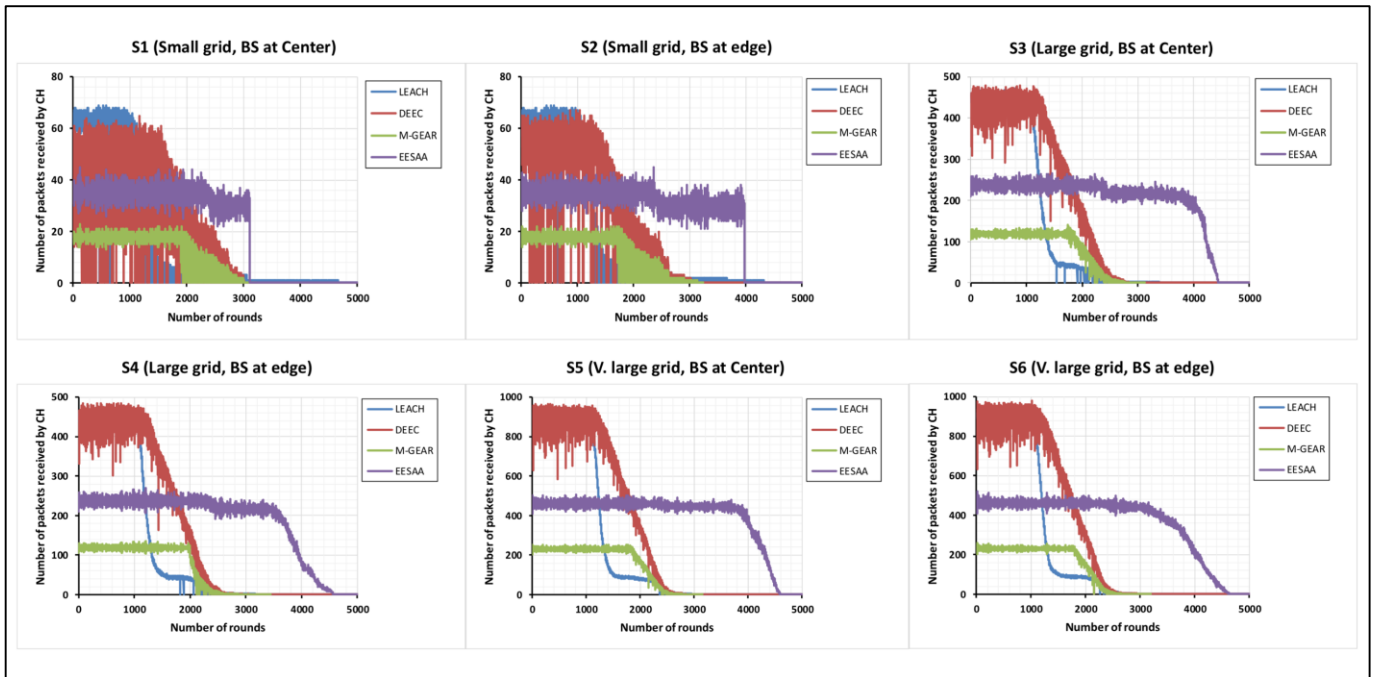 S1 (Small grid, BS at Center)
Number of packets received by CH
80
60
40
20
0
0 1000 2000 3000 4000 5000
Number of rounds
LEACH
DEEC
M-GEAR
EESAA
S2 (Small grid, BS at edge)
Number of packets received by CH
80
60
40
20
0
0 1000 2000 3000 4000 5000
Number of rounds
LEACH
DEEC
M-GEAR
EESAA
S3 (Large grid, BS at Center)
Number of packets received by CH
500
400
300
200
100
0
0 1000 2000 3000 4000 5000
Number of rounds
LEACH
DEEC
M-GEAR
EESAA
S4 (Large grid, BS at edge)
Number of packets received by CH
500
400
300
200
100
0
0 1000 2000 3000 4000 5000
Number of rounds
LEACH
DEEC
M-GEAR
EESAA
S5 (V. large grid, BS at Center)
Number of packets received by CH
1000
800
600
400
200
0
0 1000 2000 3000 4000 5000
Number of rounds
LEACH
DEEC
M-GEAR
EESAA
S6 (V. large grid, BS at edge)
Number of packets received by CH
1000
800
600
400
200
0
0 1000 2000 3000 4000 5000
Number of rounds
LEACH
DEEC
M-GEAR
EESAA